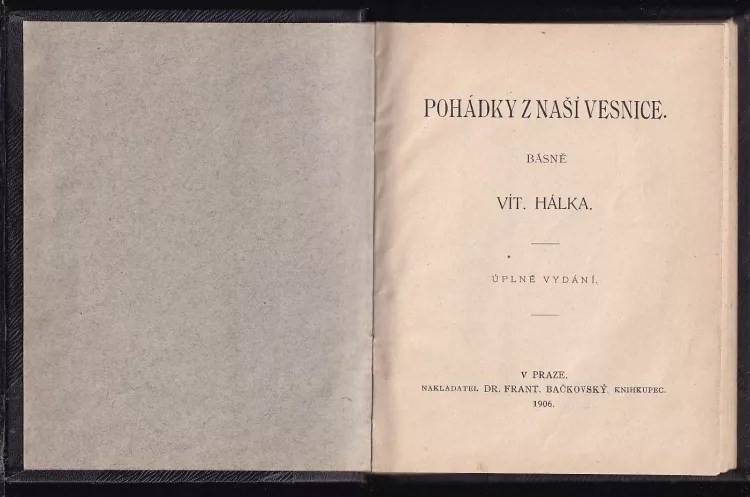 POHÁDKY Z NAŠÍ VESNICE.
BÁSNĚ
VÍT. HÁLKA.
ÚPLNÉ VYDÁNÍ.
V PRAZE.
NAKLADATEL DR. FRANT. BAČKOVSKÝ, KNIHKUPEC.
1906.